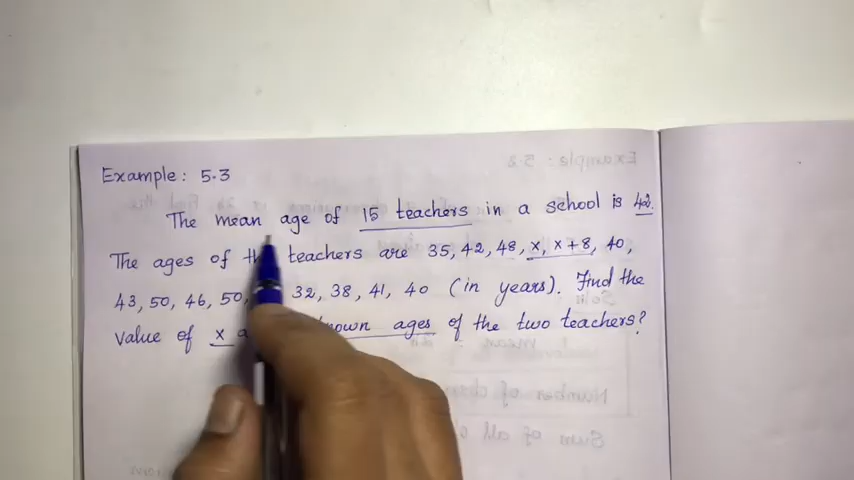 Example: 5.3
The mean age of 15 teachers in a school is 42.
The ages of the teachers are 35, 42, 48, x, x+8, 40,
43, 50, 46, 50, 32, 38, 41, 40 (in years). Find the
value of x known ages of the two teachers?